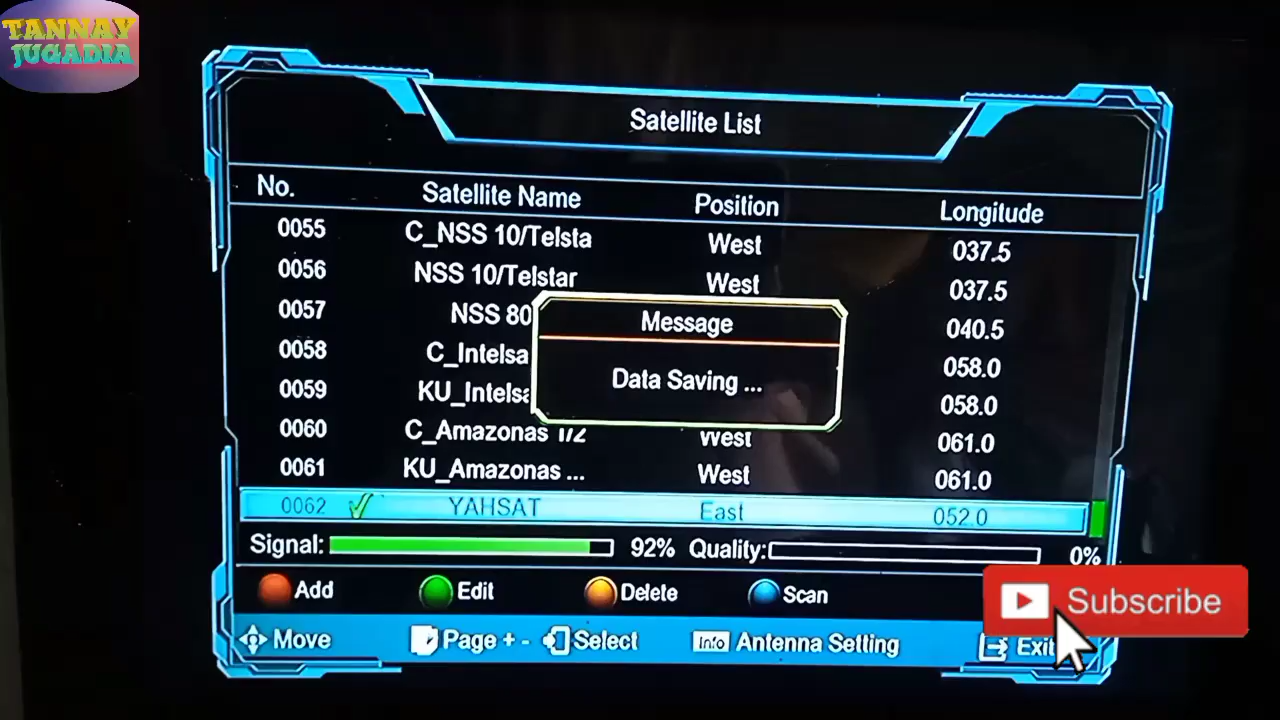 TANNAY
JUGADIA
Satellite List
No. Satellite Name Position Longitude
0055 C_NSS 10/Telsta West 037.5
0056 NSS 10/Telstar West 037.5
0057 NSS 80 040.5
0058 C_Intelsa 058.0
0059 KU_Intelsa 058.0
0060 C_Amazonas 1/2 West 061.0
0061 KU_Amazonas ... West 061.0
0062 YAHSAT East 052.0
Message
Data Saving ...
Signal: 92% Quality: 0%
Add Edit Delete Scan
Move Page + - Select Info Antenna Setting Exit
Subscribe